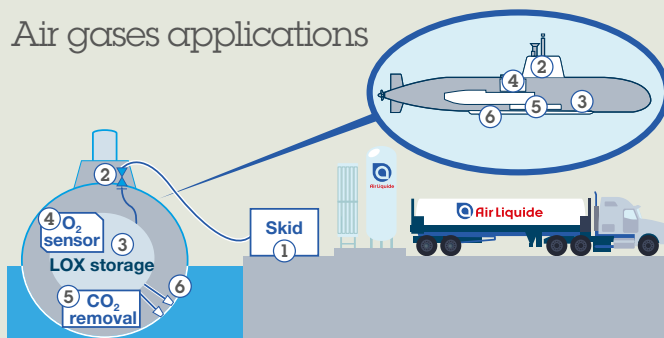 Air gases applications
2
4
3
5
6
2
Air Liquide
Air Liquide
4
O₂
sensor
3
LOX storage
Skid
1
6
5
CO₂
removal